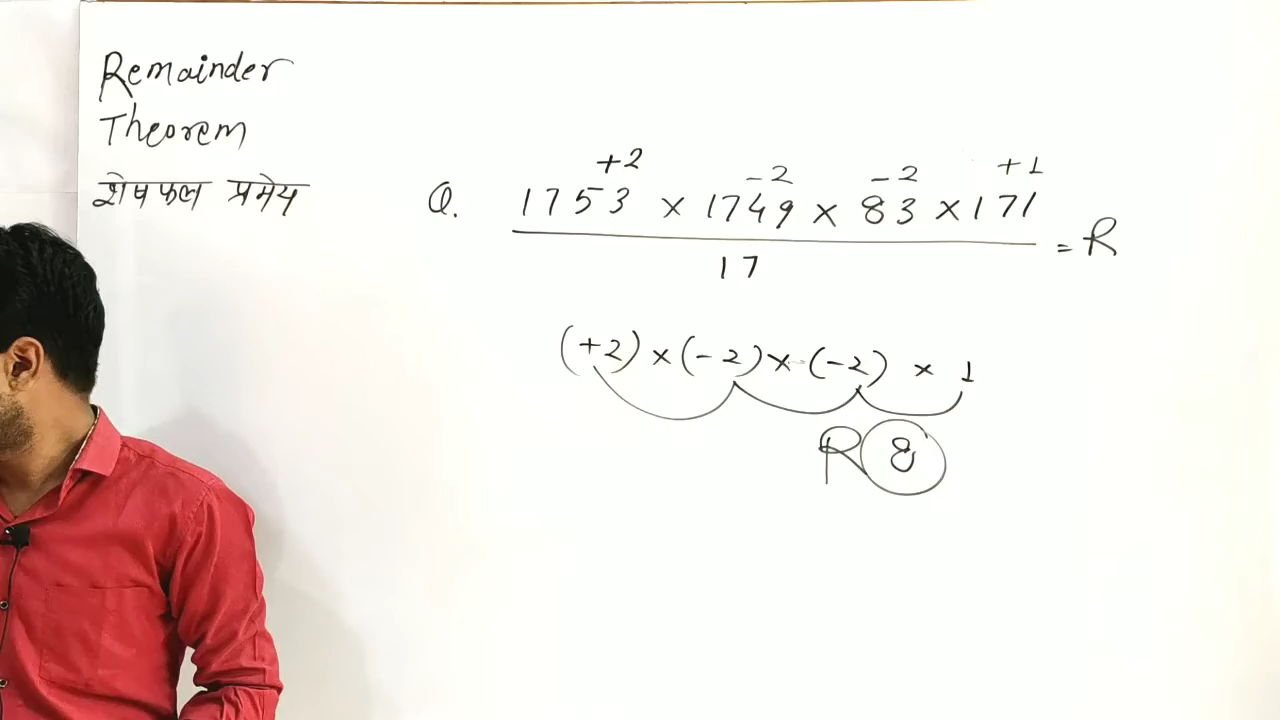 Remainder
Theorem
शेषफल प्रमेय
+2 -2 -2 +1
Q. 1753 × 1749 × 83 × 171
= R
17
(+2) × (-2) × (-2) × 1
R 8